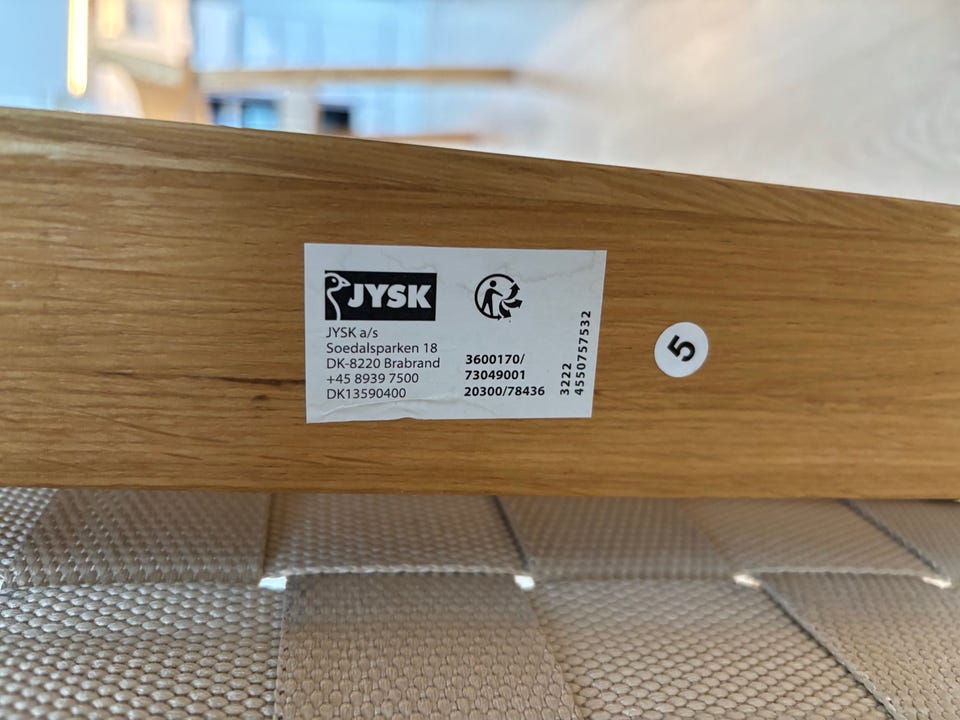 JYSK
JYSK a/s
Soedalsparken 18
DK-8220 Brabrand
+45 8939 7500
DK13590400
3600170/
73049001
20300/78436
3222
4550757532
5